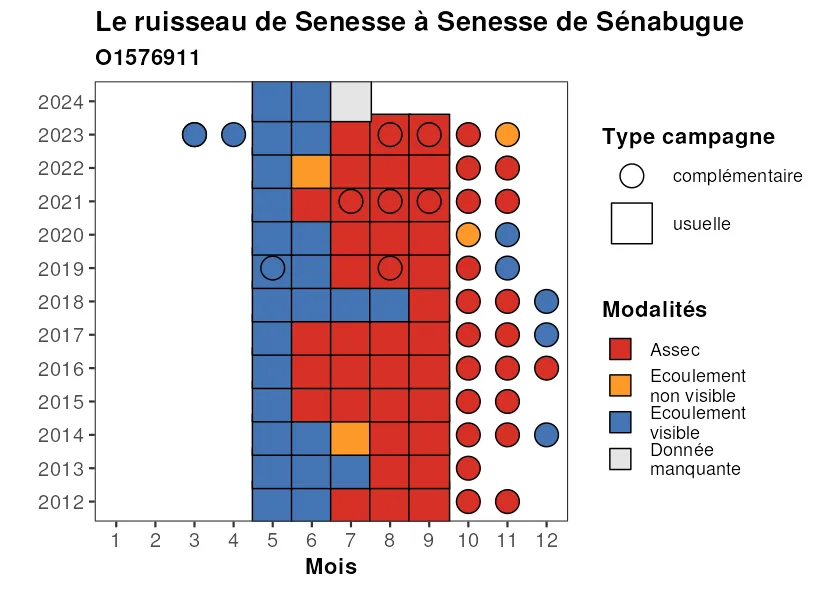 Le ruisseau de Senesse à Senesse de Sénabugue
O1576911
2024
2023
2022
2021
2020
2019
2018
2017
2016
2015
2014
2013
2012
1 2 3 4 5 6 7 8 9 10 11 12
Mois
Type campagne
complémentaire
usuelle
Modalités
Assec
Ecoulement
non visible
Ecoulement
visible
Donnée
manquante